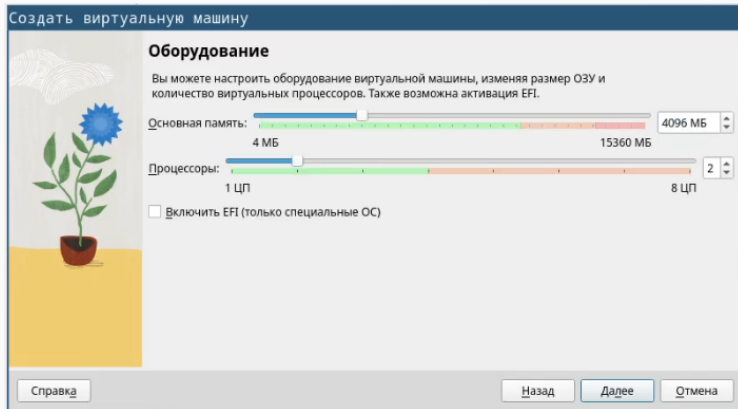 Создать виртуальную машину
Оборудование
Вы можете настроить оборудование виртуальной машины, изменяя размер ОЗУ и
количество виртуальных процессоров. Также возможна активация EFI.
Основная память:
4096 МБ
4 МБ
15360 МБ
Процессоры:
2
1 ЦП
8 ЦП
Включить EFI (только специальные ОС)
Справка
Назад
Далее
Отмена